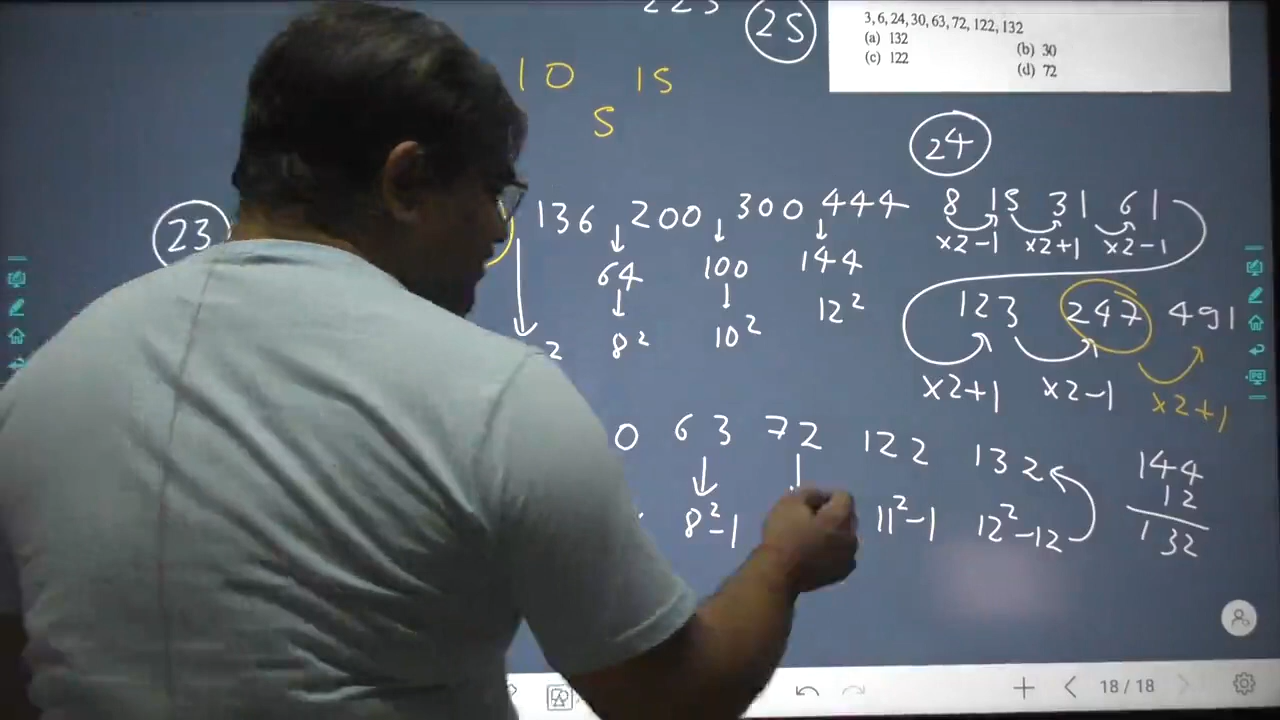 25
3, 6, 24, 30, 63, 72, 122, 132
(a) 132
(b) 30
(c) 122
(d) 72
10 15
5
24
8 15 31 61
×2-1 ×2+1 ×2-1
123 247 491
×2+1 ×2-1 ×2+1
23
136 200 300 444
64 100 144
2 8² 10² 12²
0 63 72 122 132
8²-1 11²-1 12²-12
144
12
132
18 / 18